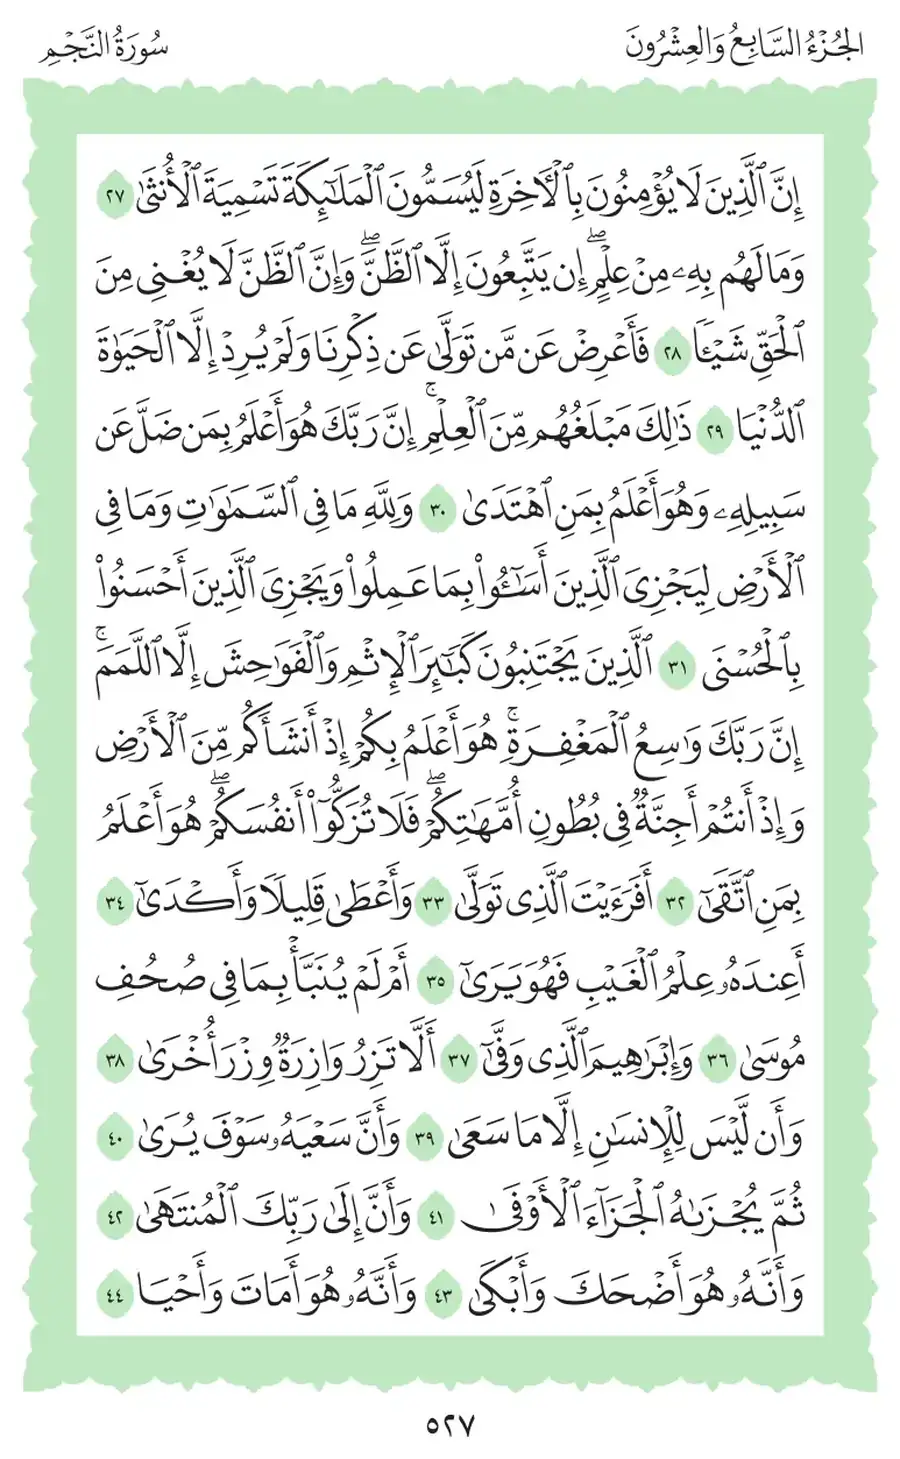 الجُزْءُ السَّابِعُ وَالعِشْرُونَ
سُورَةُ النَّجْمِ
إِنَّ ٱلَّذِينَ لَا يُؤْمِنُونَ بِٱلْأَخِرَةِ لَيُسَمُّونَ ٱلْمَلَـٰٓئِكَةَ تَسْمِيَةَ ٱلْأُنثَىٰ ٢٧
وَمَا لَهُم بِهِۦ مِنْ عِلْمٍ ۖ إِن يَتَّبِعُونَ إِلَّا ٱلظَّنَّ ۖ وَإِنَّ ٱلظَّنَّ لَا يُغْنِى مِنَ
ٱلْحَقِّ شَيْـًٔا ٢٨ فَأَعْرِضْ عَن مَّن تَوَلَّىٰ عَن ذِكْرِنَا وَلَمْ يُرِدْ إِلَّا ٱلْحَيَوٰةَ
ٱلدُّنْيَا ٢٩ ذَٰلِكَ مَبْلَغُهُم مِّنَ ٱلْعِلْمِ ۚ إِنَّ رَبَّكَ هُوَ أَعْلَمُ بِمَن ضَلَّ عَن
سَبِيلِهِۦ وَهُوَ أَعْلَمُ بِمَنِ ٱهْتَدَىٰ ٣٠ وَلِلَّهِ مَا فِى ٱلسَّمَـٰوَٰتِ وَمَا فِى
ٱلْأَرْضِ لِيَجْزِىَ ٱلَّذِينَ أَسَـٰٓـُٔوا۟ بِمَا عَمِلُوا۟ وَيَجْزِىَ ٱلَّذِينَ أَحْسَنُوا۟
بِٱلْحُسْنَى ٣١ ٱلَّذِينَ يَجْتَنِبُونَ كَبَـٰٓئِرَ ٱلْإِثْمِ وَٱلْفَوَٰحِشَ إِلَّا ٱللَّمَمَ ۚ
إِنَّ رَبَّكَ وَٰسِعُ ٱلْمَغْفِرَةِ ۚ هُوَ أَعْلَمُ بِكُمْ إِذْ أَنشَأَكُم مِّنَ ٱلْأَرْضِ
وَإِذْ أَنتُمْ أَجِنَّةٌ فِى بُطُونِ أُمَّهَـٰتِكُمْ ۖ فَلَا تُزَكُّوٓا۟ أَنفُسَكُمْ ۖ هُوَ أَعْلَمُ
بِمَنِ ٱتَّقَىٰٓ ٣٢ أَفَرَءَيْتَ ٱلَّذِى تَوَلَّىٰ ٣٣ وَأَعْطَىٰ قَلِيلًا وَأَكْدَىٰٓ ٣٤
أَعِندَهُۥ عِلْمُ ٱلْغَيْبِ فَهُوَ يَرَىٰٓ ٣٥ أَمْ لَمْ يُنَبَّأْ بِمَا فِى صُحُفِ
مُوسَىٰ ٣٦ وَإِبْرَٰهِيمَ ٱلَّذِى وَفَّىٰٓ ٣٧ أَلَّا تَزِرُ وَازِرَةٌ وِزْرَ أُخْرَىٰ ٣٨
وَأَن لَّيْسَ لِلْإِنسَـٰنِ إِلَّا مَا سَعَىٰ ٣٩ وَأَنَّ سَعْيَهُۥ سَوْفَ يُرَىٰ ٤٠
ثُمَّ يُجْزَىٰهُ ٱلْجَزَآءَ ٱلْأَوْفَىٰ ٤١ وَأَنَّ إِلَىٰ رَبِّكَ ٱلْمُنتَهَىٰ ٤٢
وَأَنَّهُۥ هُوَ أَضْحَكَ وَأَبْكَىٰ ٤٣ وَأَنَّهُۥ هُوَ أَمَاتَ وَأَحْيَا ٤٤
٥٢٧